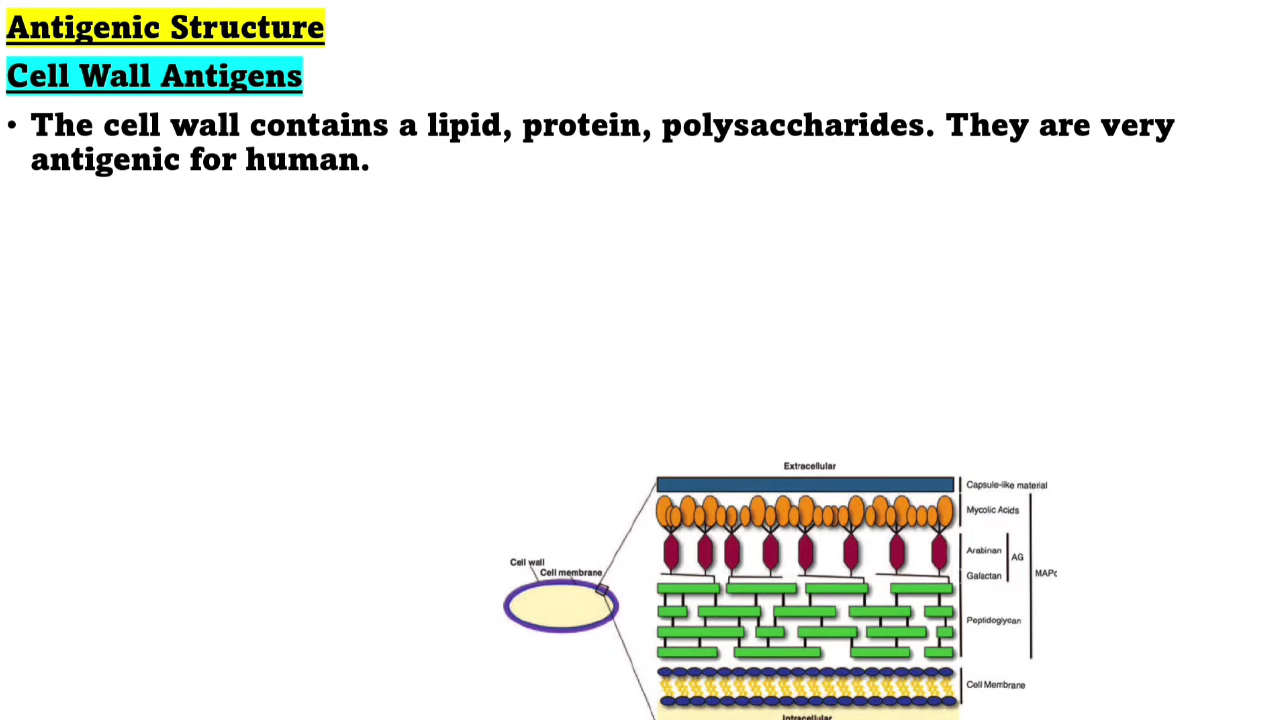 Antigenic Structure
Cell Wall Antigens
• The cell wall contains a lipid, protein, polysaccharides. They are very
antigenic for human.
Extracellular
Capsule-like material
Mycolic Acids
Arabinan
AG
Galactan
MAPc
Cell wall
Cell membrane
Peptidoglycan
Cell Membrane
Intracellular